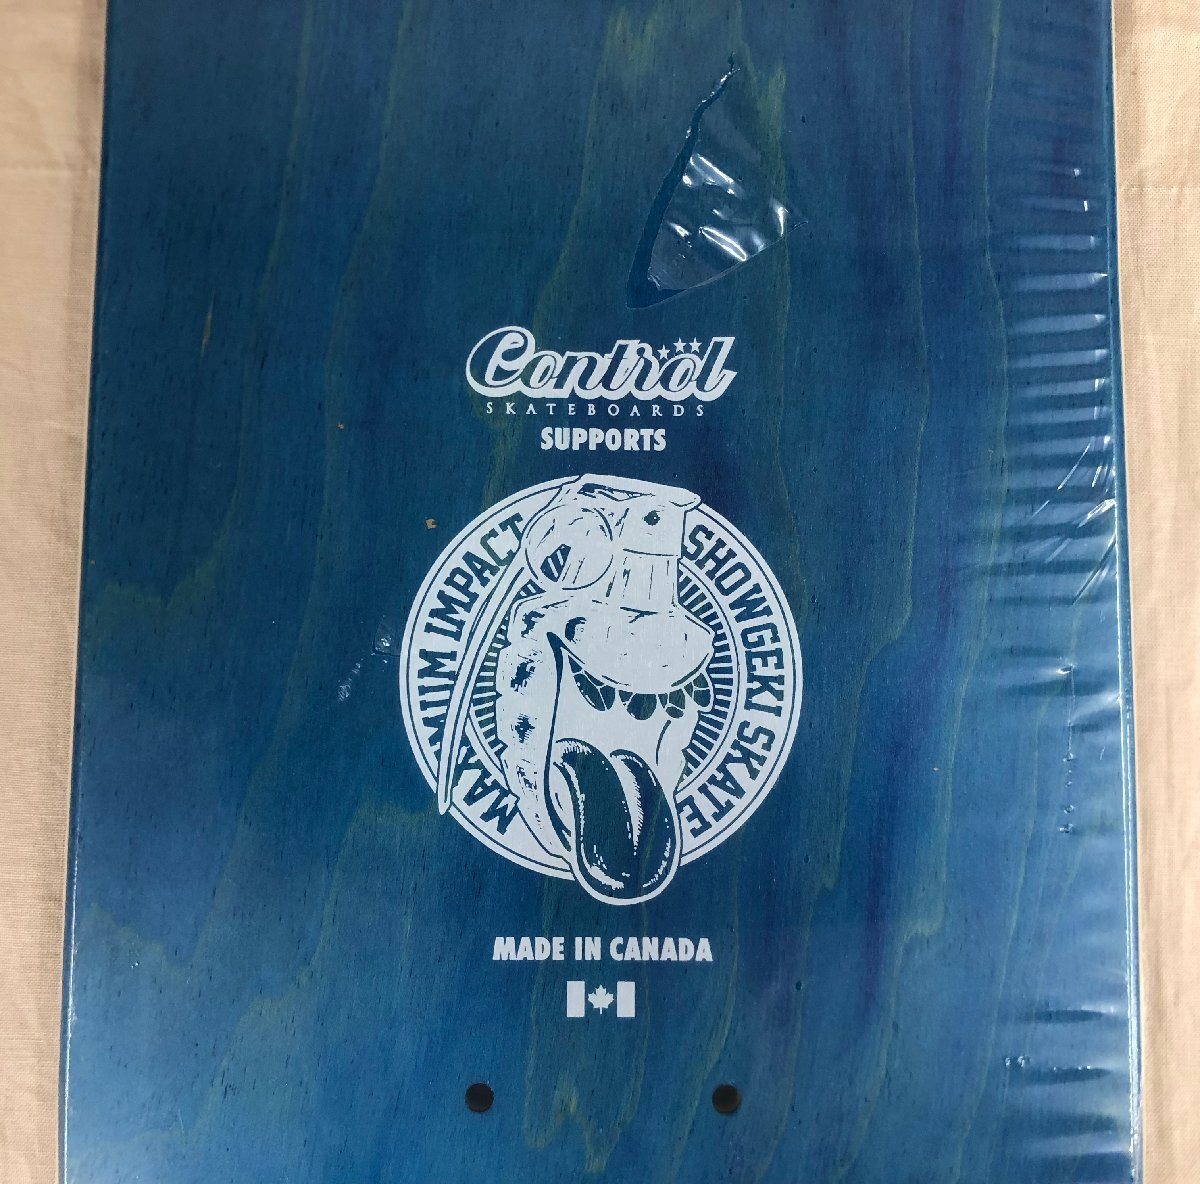 Control
SKATEBOARDS
SUPPORTS
MAXIMUM IMPACT
SHOWGEKI SKATE
MADE IN CANADA